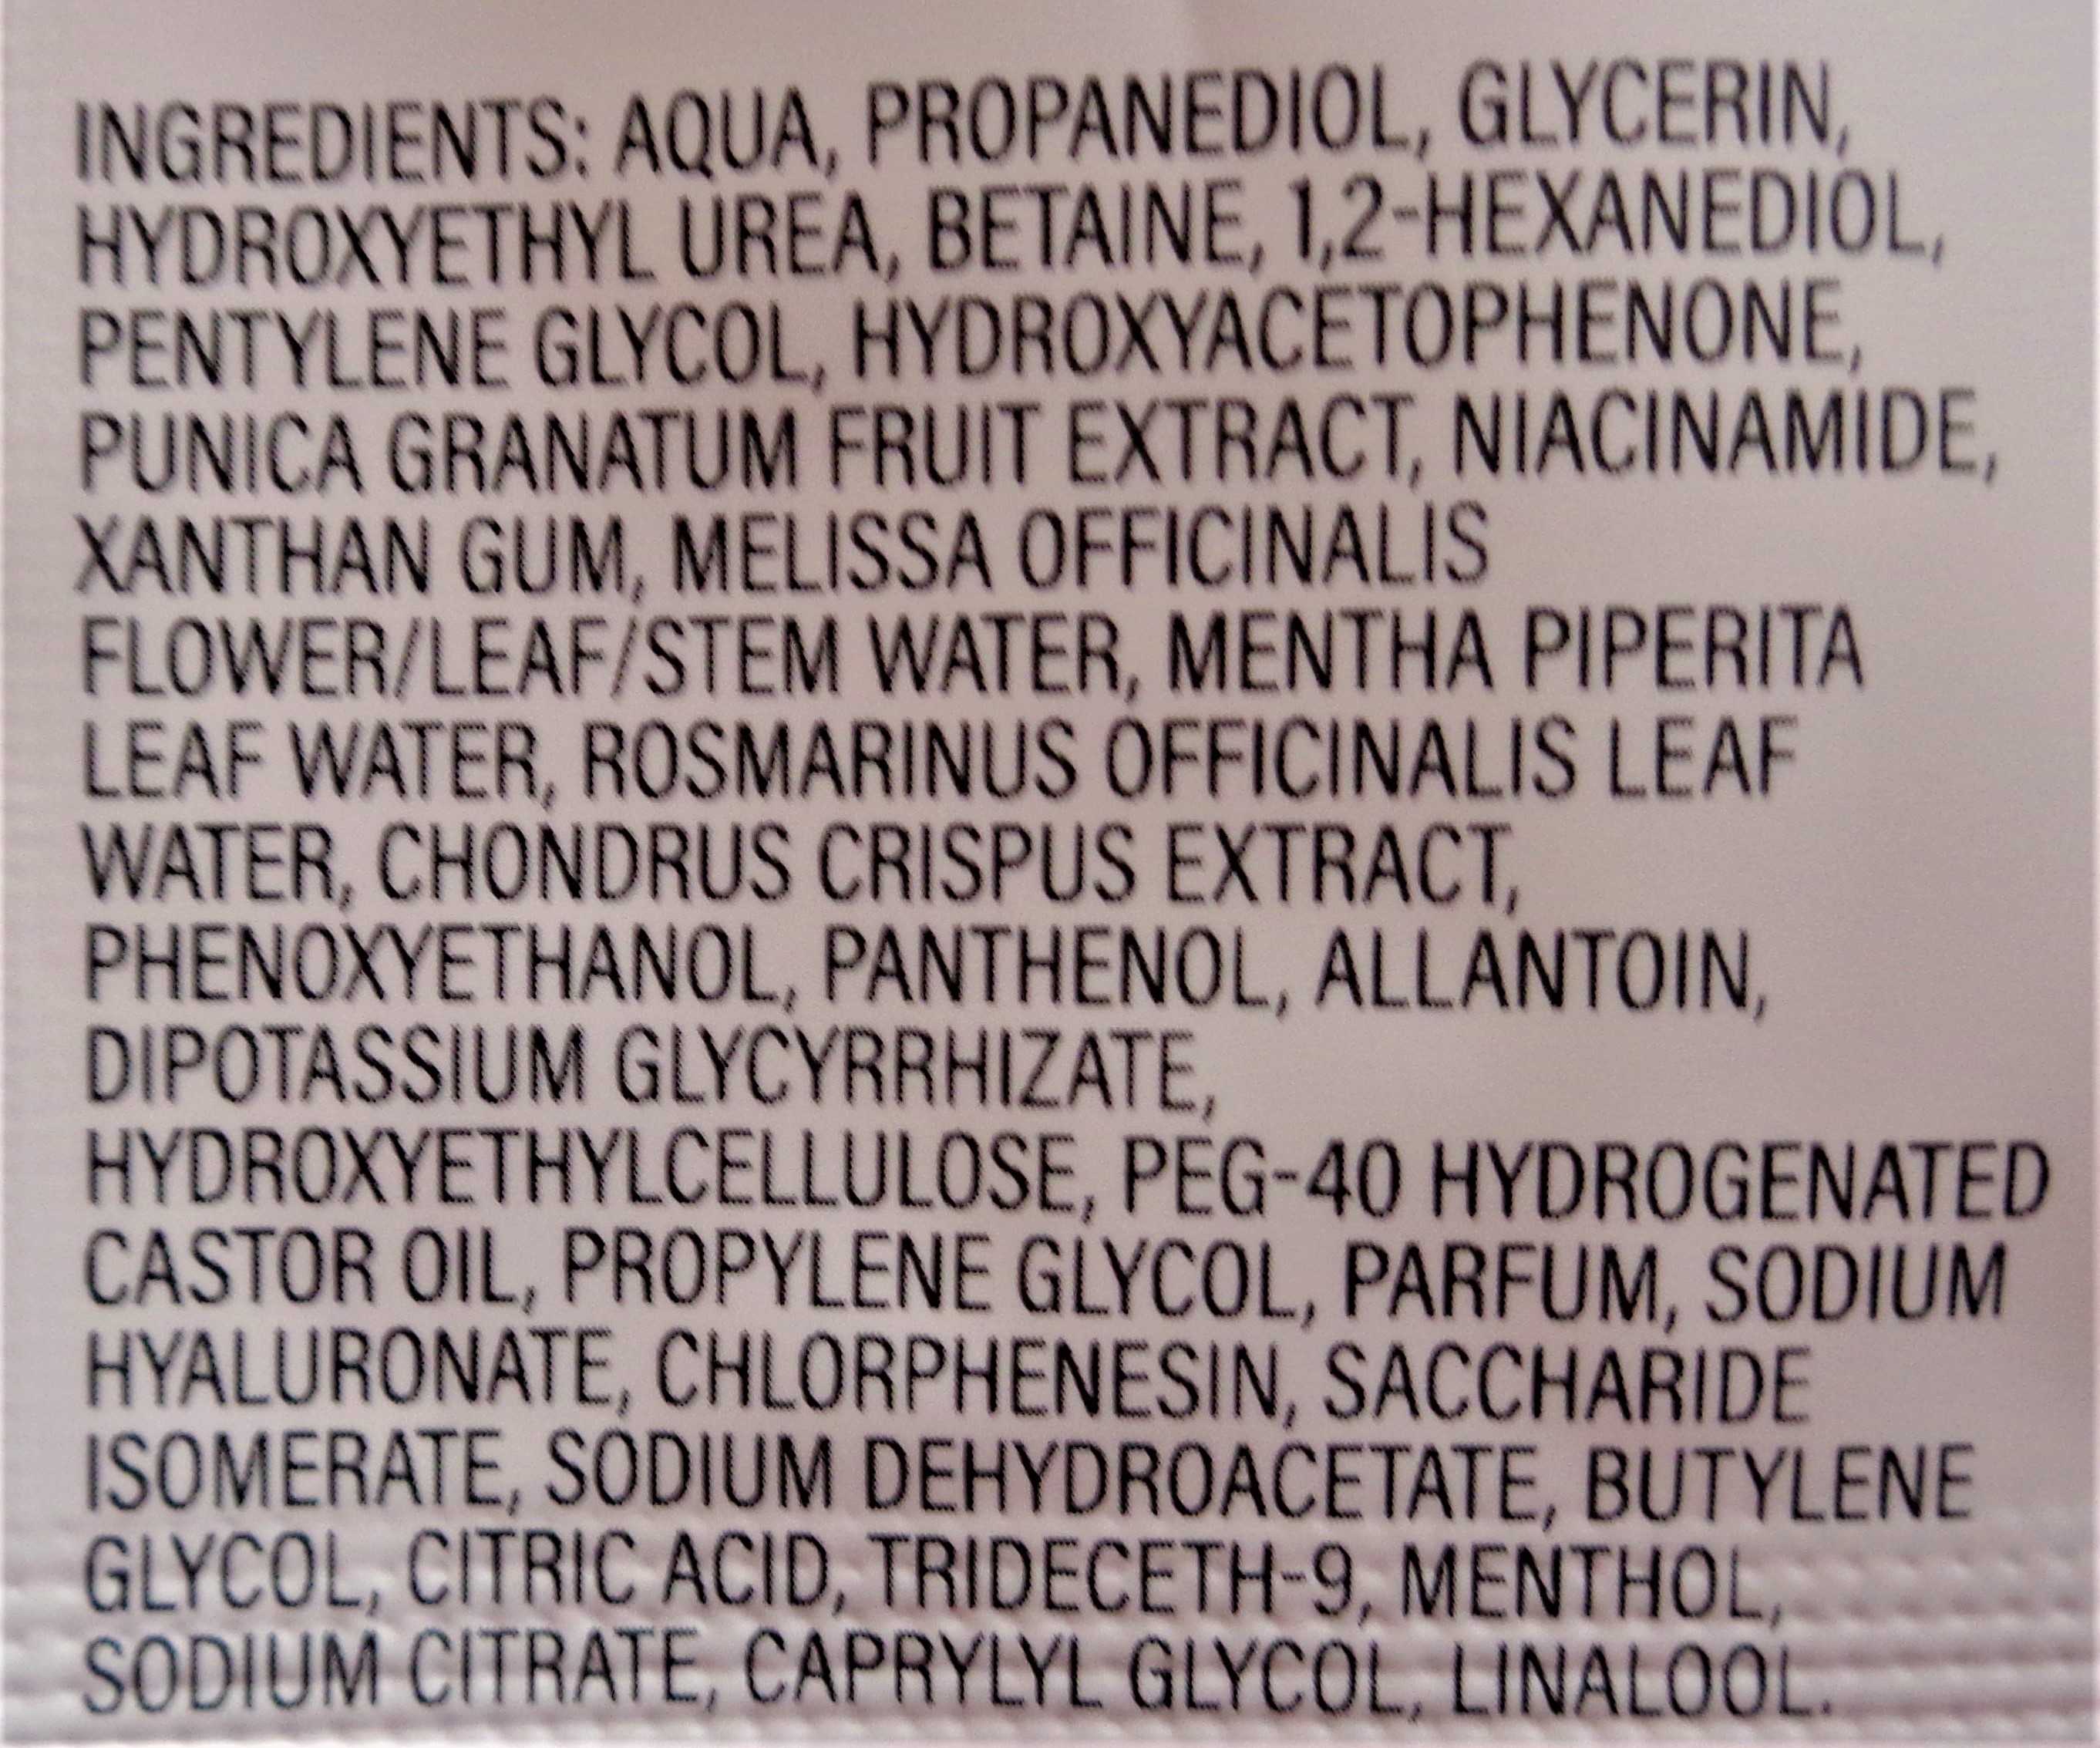 INGREDIENTS: AQUA, PROPANEDIOL, GLYCERIN,
HYDROXYETHYL UREA, BETAINE, 1,2-HEXANEDIOL,
PENTYLENE GLYCOL, HYDROXYACETOPHENONE,
PUNICA GRANATUM FRUIT EXTRACT, NIACINAMIDE,
XANTHAN GUM, MELISSA OFFICINALIS
FLOWER/LEAF/STEM WATER, MENTHA PIPERITA
LEAF WATER, ROSMARINUS OFFICINALIS LEAF
WATER, CHONDRUS CRISPUS EXTRACT,
PHENOXYETHANOL, PANTHENOL, ALLANTOIN,
DIPOTASSIUM GLYCYRRHIZATE,
HYDROXYETHYLCELLULOSE, PEG-40 HYDROGENATED
CASTOR OIL, PROPYLENE GLYCOL, PARFUM, SODIUM
HYALURONATE, CHLORPHENESIN, SACCHARIDE
ISOMERATE, SODIUM DEHYDROACETATE, BUTYLENE
GLYCOL, CITRIC ACID, TRIDECETH-9, MENTHOL,
SODIUM CITRATE, CAPRYLYL GLYCOL, LINALOOL.